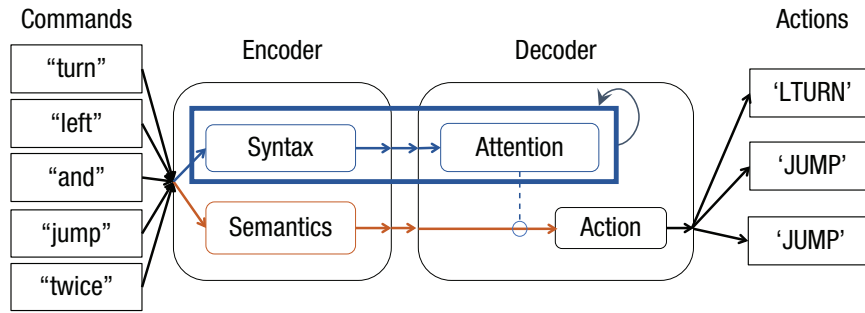 Commands
Encoder
Decoder
Actions
“turn”
“left”
“and”
“jump”
“twice”
Syntax
Attention
Semantics
Action
‘LTURN’
‘JUMP’
‘JUMP’